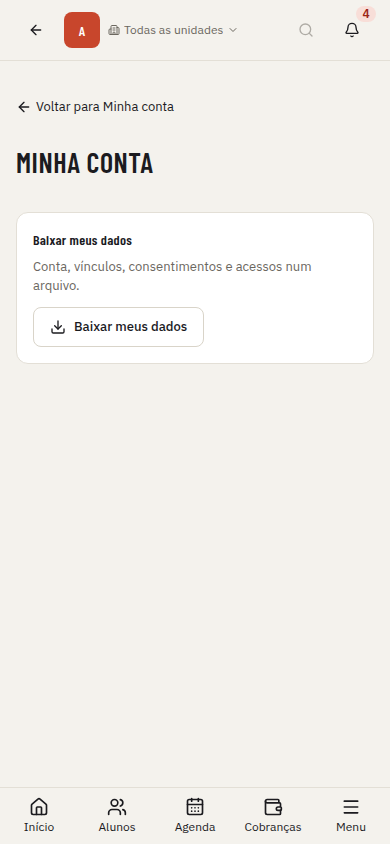 4
A
Todas as unidades
Voltar para Minha conta
MINHA CONTA
Baixar meus dados
Conta, vínculos, consentimentos e acessos num
arquivo.
Baixar meus dados
Início
Alunos
Agenda
Cobranças
Menu